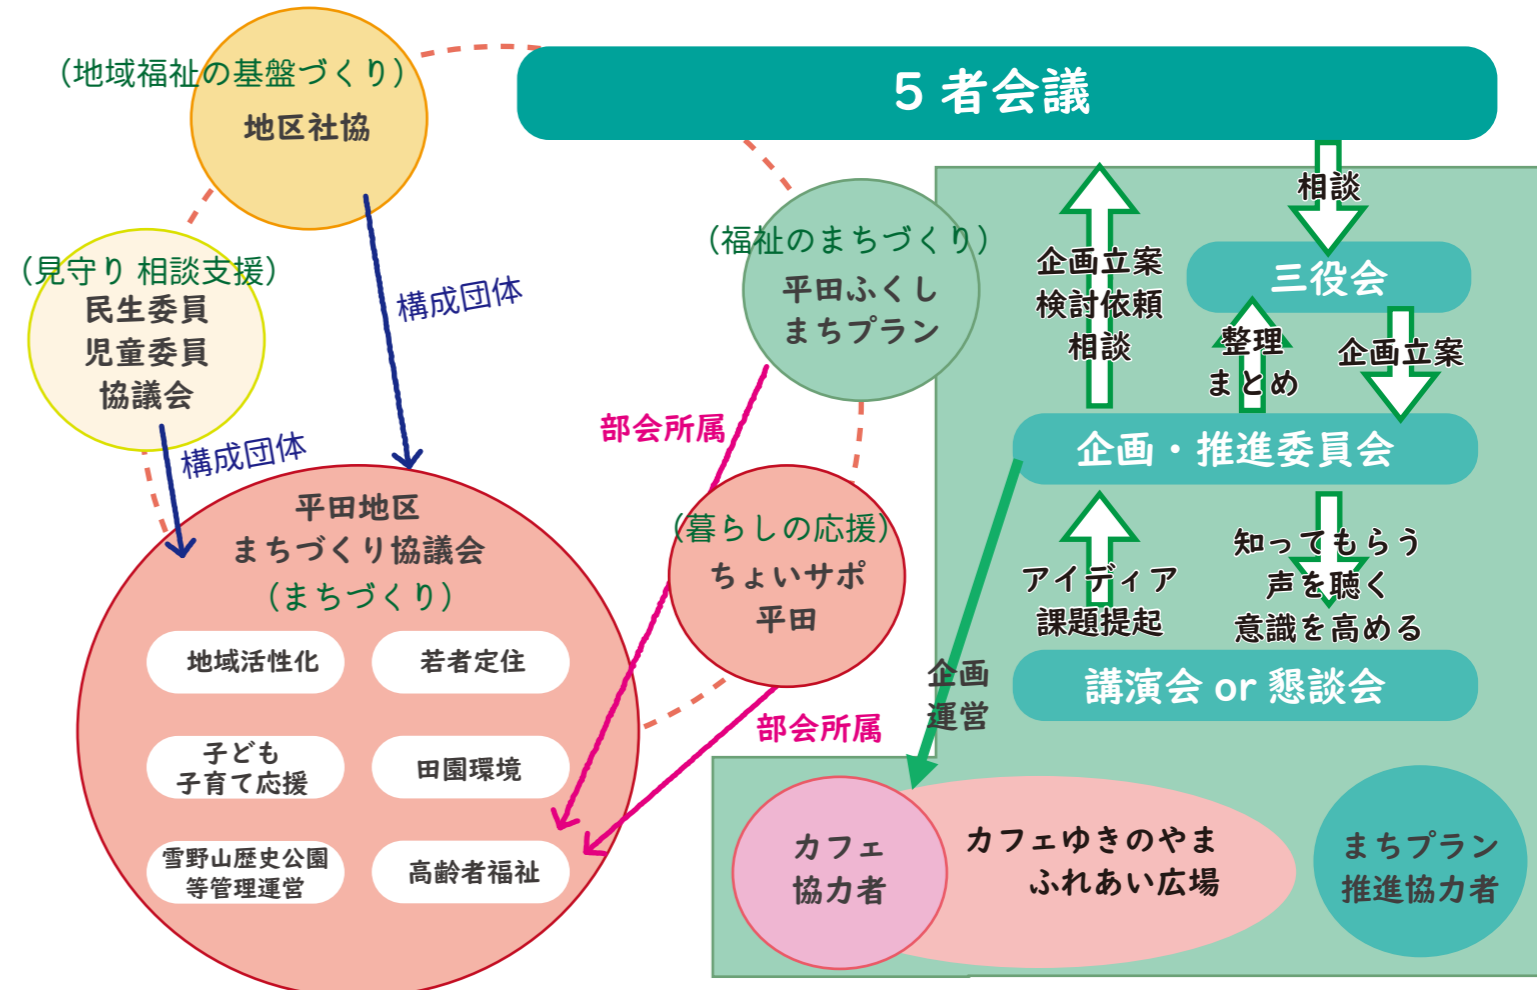 5 者会議
(地域福祉の基盤づくり)
地区社協
(見守り 相談支援)
民生委員
児童委員
協議会
構成団体
構成団体
(福祉のまちづくり)
平田ふくし
まちプラン
部会所属
(暮らしの応援)
ちょいサポ
平田
部会所属
平田地区
まちづくり協議会
(まちづくり)
地域活性化
若者定住
子ども
子育て応援
田園環境
雪野山歴史公園
等管理運営
高齢者福祉
相談
三役会
企画立案
検討依頼
相談
整理
まとめ
企画立案
企画・推進委員会
アイディア
課題提起
知ってもらう
声を聴く
意識を高める
講演会 or 懇談会
企画
運営
カフェ
協力者
カフェゆきのやま
ふれあい広場
まちプラン
推進協力者